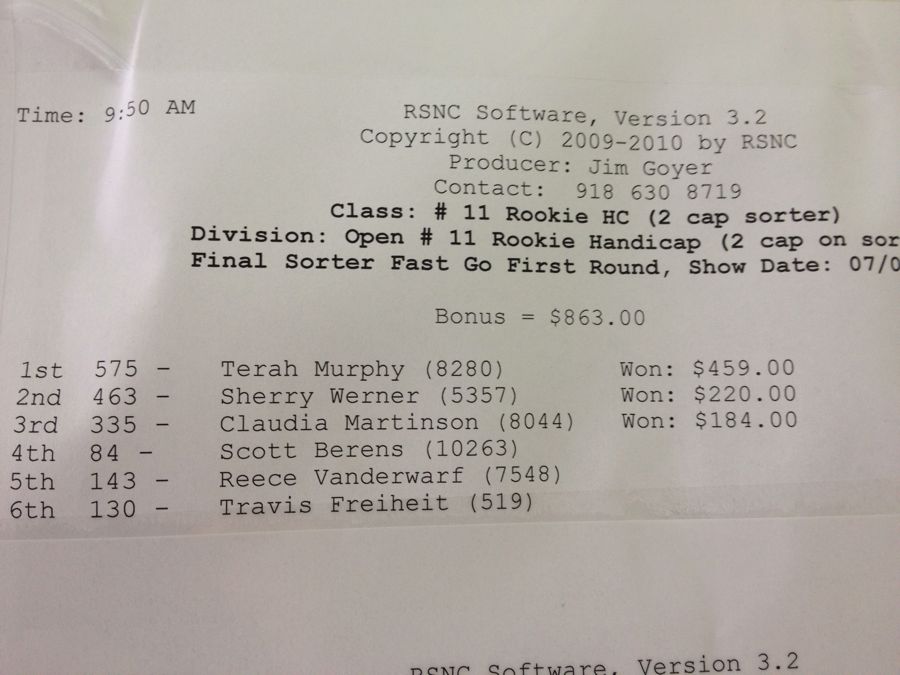 Time: 9:50 AM
RSNC Software, Version 3.2
Copyright (C) 2009-2010 by RSNC
Producer: Jim Goyer
Contact: 918 630 8719
Class: # 11 Rookie HC (2 cap sorter)
Division: Open # 11 Rookie Handicap (2 cap on sor
Final Sorter Fast Go First Round, Show Date: 07/0
Bonus = $863.00
1st 575 - Terah Murphy (8280) Won: $459.00
2nd 463 - Sherry Werner (5357) Won: $220.00
3rd 335 - Claudia Martinson (8044) Won: $184.00
4th 84 - Scott Berens (10263)
5th 143 - Reece Vanderwarf (7548)
6th 130 - Travis Freiheit (519)
RSNC Software, Version 3.2